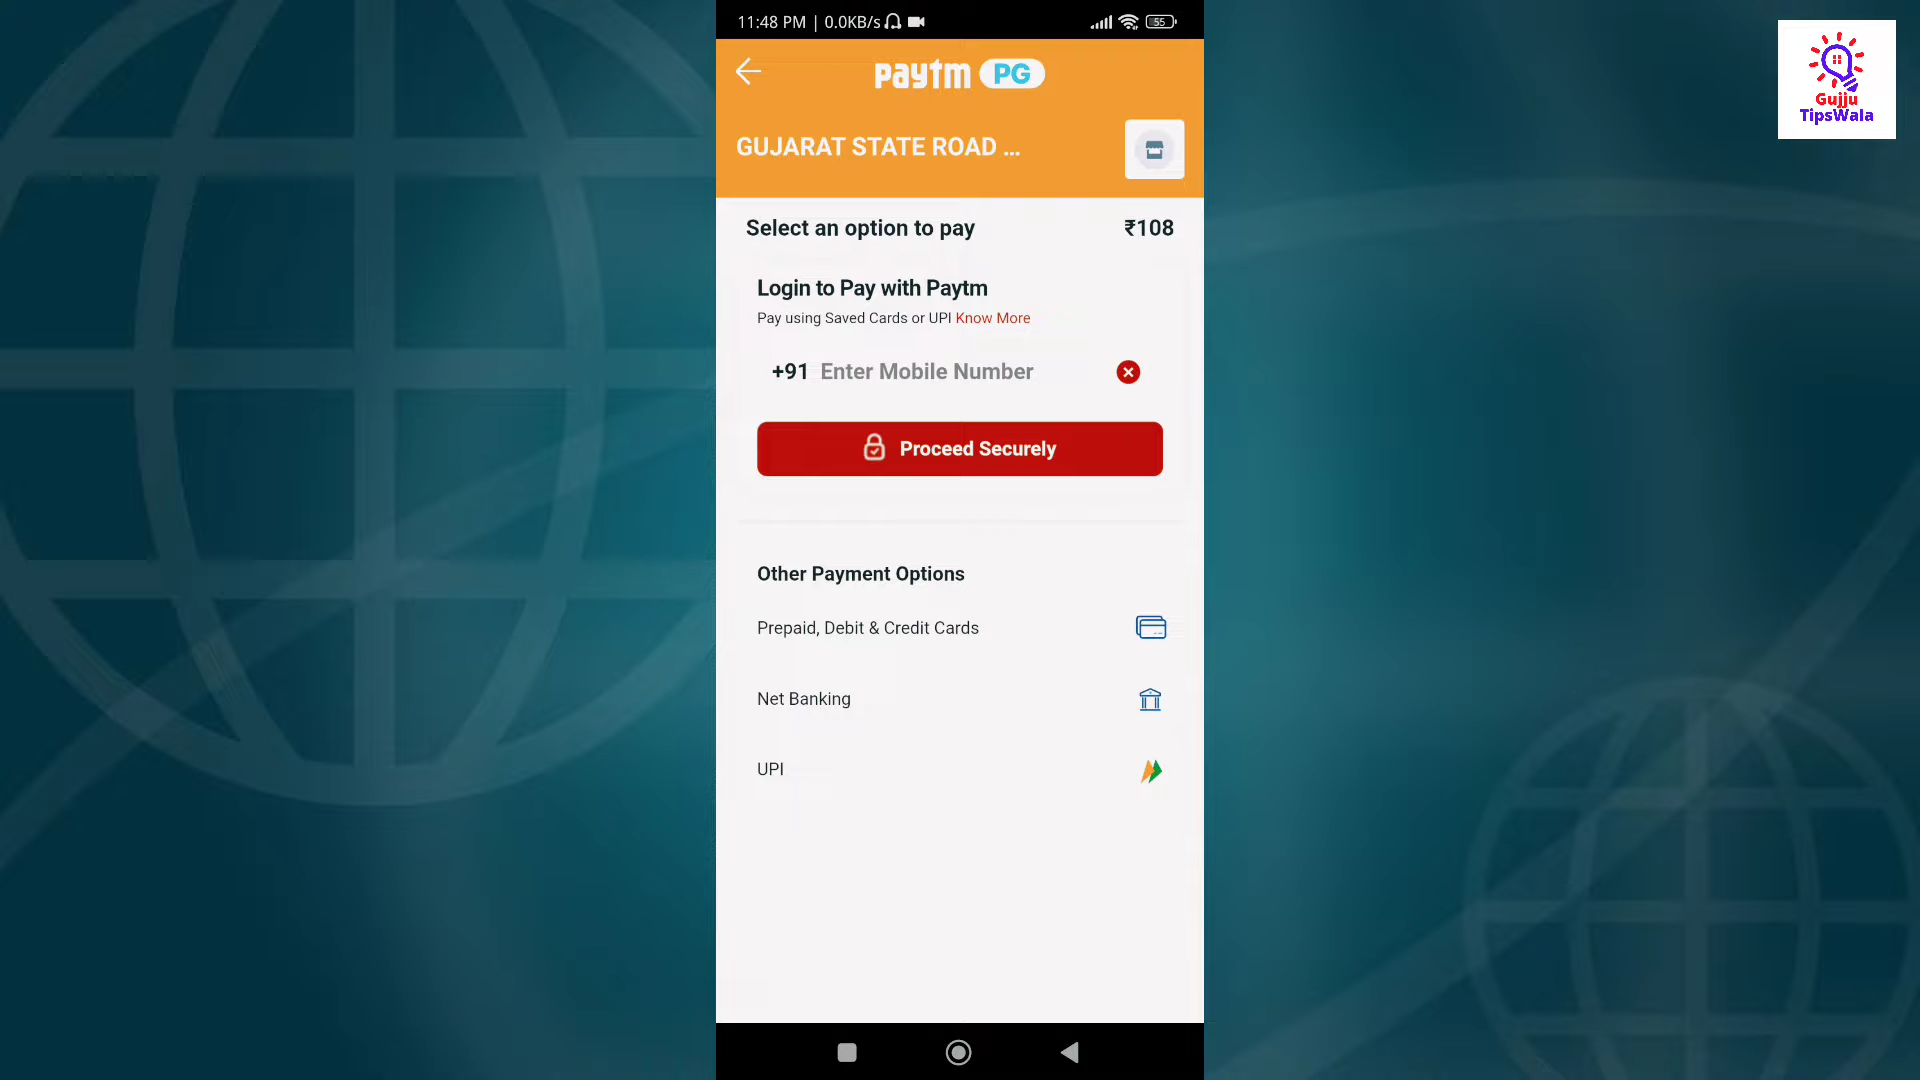 11:48 PM | 0.0KB/s
55
paytm PG
GUJARAT STATE ROAD ...
Select an option to pay
₹108
Login to Pay with Paytm
Pay using Saved Cards or UPI Know More
+91 Enter Mobile Number
Proceed Securely
Other Payment Options
Prepaid, Debit & Credit Cards
Net Banking
UPI
Gujju
TipsWala